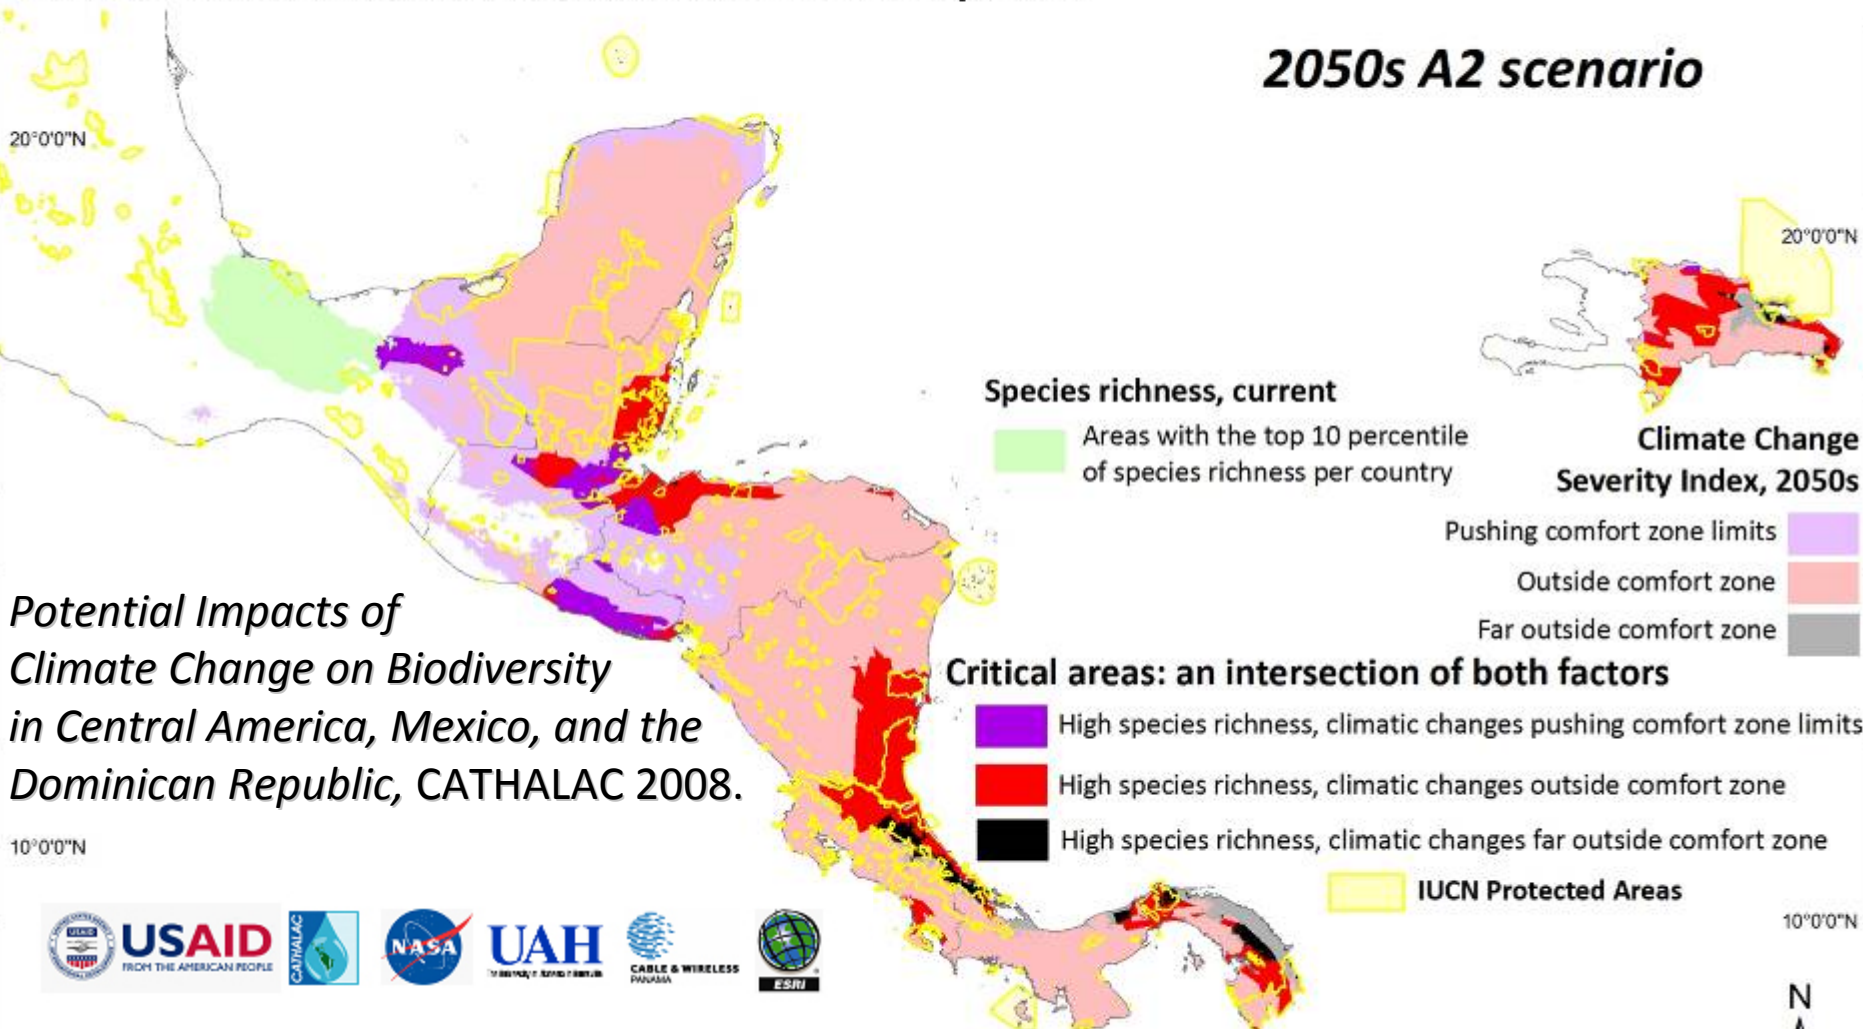 2050s A2 scenario
20°0'0"N
20°0'0"N
Species richness, current
Areas with the top 10 percentile
of species richness per country
Climate Change
Severity Index, 2050s
Pushing comfort zone limits
Outside comfort zone
Far outside comfort zone
Potential Impacts of
Climate Change on Biodiversity
in Central America, Mexico, and the
Dominican Republic, CATHALAC 2008.
Critical areas: an intersection of both factors
High species richness, climatic changes pushing comfort zone limits
High species richness, climatic changes outside comfort zone
High species richness, climatic changes far outside comfort zone
IUCN Protected Areas
10°0'0"N
10°0'0"N
USAID
FROM THE AMERICAN PEOPLE
CATHALAC
NASA
UAH
CABLE & WIRELESS
PANAMA
ESRI
N